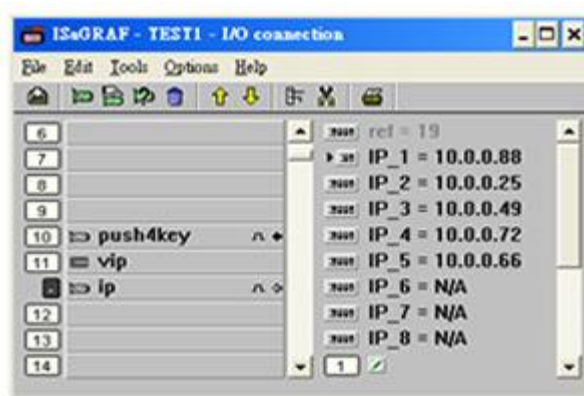 ISaGRAF - TEST1 - I/O connection
File Edit Tools Options Help
6
7
8
9
10 push4key
11 vip
ip
12
13
14
ref = 19
IP_1 = 10.0.0.88
IP_2 = 10.0.0.25
IP_3 = 10.0.0.49
IP_4 = 10.0.0.72
IP_5 = 10.0.0.66
IP_6 = N/A
IP_7 = N/A
IP_8 = N/A
1